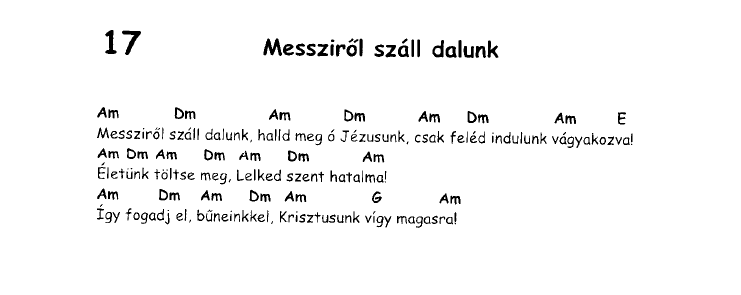 17 Messziről száll dalunk
Am Dm Am Dm Am Dm Am E
Messziről száll dalunk, halld meg ó Jézusunk, csak feléd indulunk vágyakozva!
Am Dm Am Dm Am Dm Am
Életünk töltse meg, Lelked szent hatalma!
Am Dm Am Dm Am G Am
Így fogadj el, bűneinkkel, Krisztusunk vígy magasra!